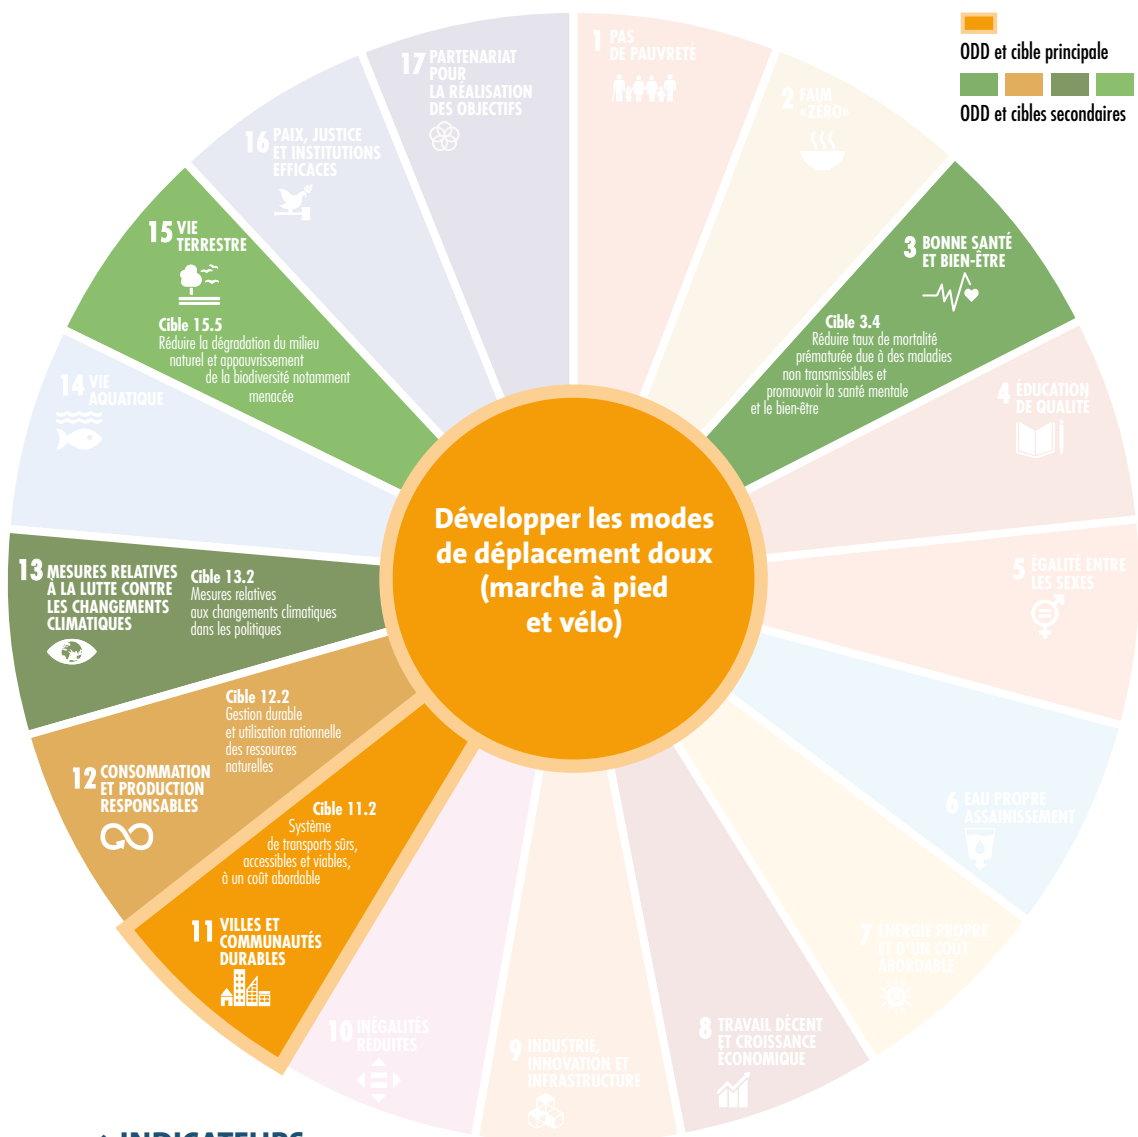 ODD et cible principale
ODD et cibles secondaires
1 PAS
DE PAUVRETÉ
2 FAIM
«ZÉRO»
3 BONNE SANTÉ
ET BIEN-ÊTRE
Cible 3.4
Réduire taux de mortalité
prématurée due à des maladies
non transmissibles et
promouvoir la santé mentale
et le bien-être
4 ÉDUCATION
DE QUALITÉ
5 ÉGALITÉ ENTRE
LES SEXES
6 EAU PROPRE
ASSAINISSEMENT
7 ÉNERGIE PROPRE
ET D'UN COÛT
ABORDABLE
8 TRAVAIL DÉCENT
ET CROISSANCE
ÉCONOMIQUE
9 INDUSTRIE,
INNOVATION ET
INFRASTRUCTURE
10 INÉGALITÉS
RÉDUITES
Cible 11.2
Système
de transports sûrs,
accessibles et viables,
à un coût abordable
11 VILLES ET
COMMUNAUTÉS
DURABLES
Cible 12.2
Gestion durable
et utilisation rationnelle
des ressources
naturelles
12 CONSOMMATION
ET PRODUCTION
RESPONSABLES
13 MESURES RELATIVES
À LA LUTTE CONTRE
LES CHANGEMENTS
CLIMATIQUES
Cible 13.2
Mesures relatives
aux changements climatiques
dans les politiques
14 VIE
AQUATIQUE
15 VIE
TERRESTRE
Cible 15.5
Réduire la dégradation du milieu
naturel et appauvrissement
de la biodiversité notamment
menacée
16 PAIX, JUSTICE
ET INSTITUTIONS
EFFICACES
17 PARTENARIAT
POUR
LA RÉALISATION
DES OBJECTIFS
Développer les modes
de déplacement doux
(marche à pied
et vélo)
INDICATEURS